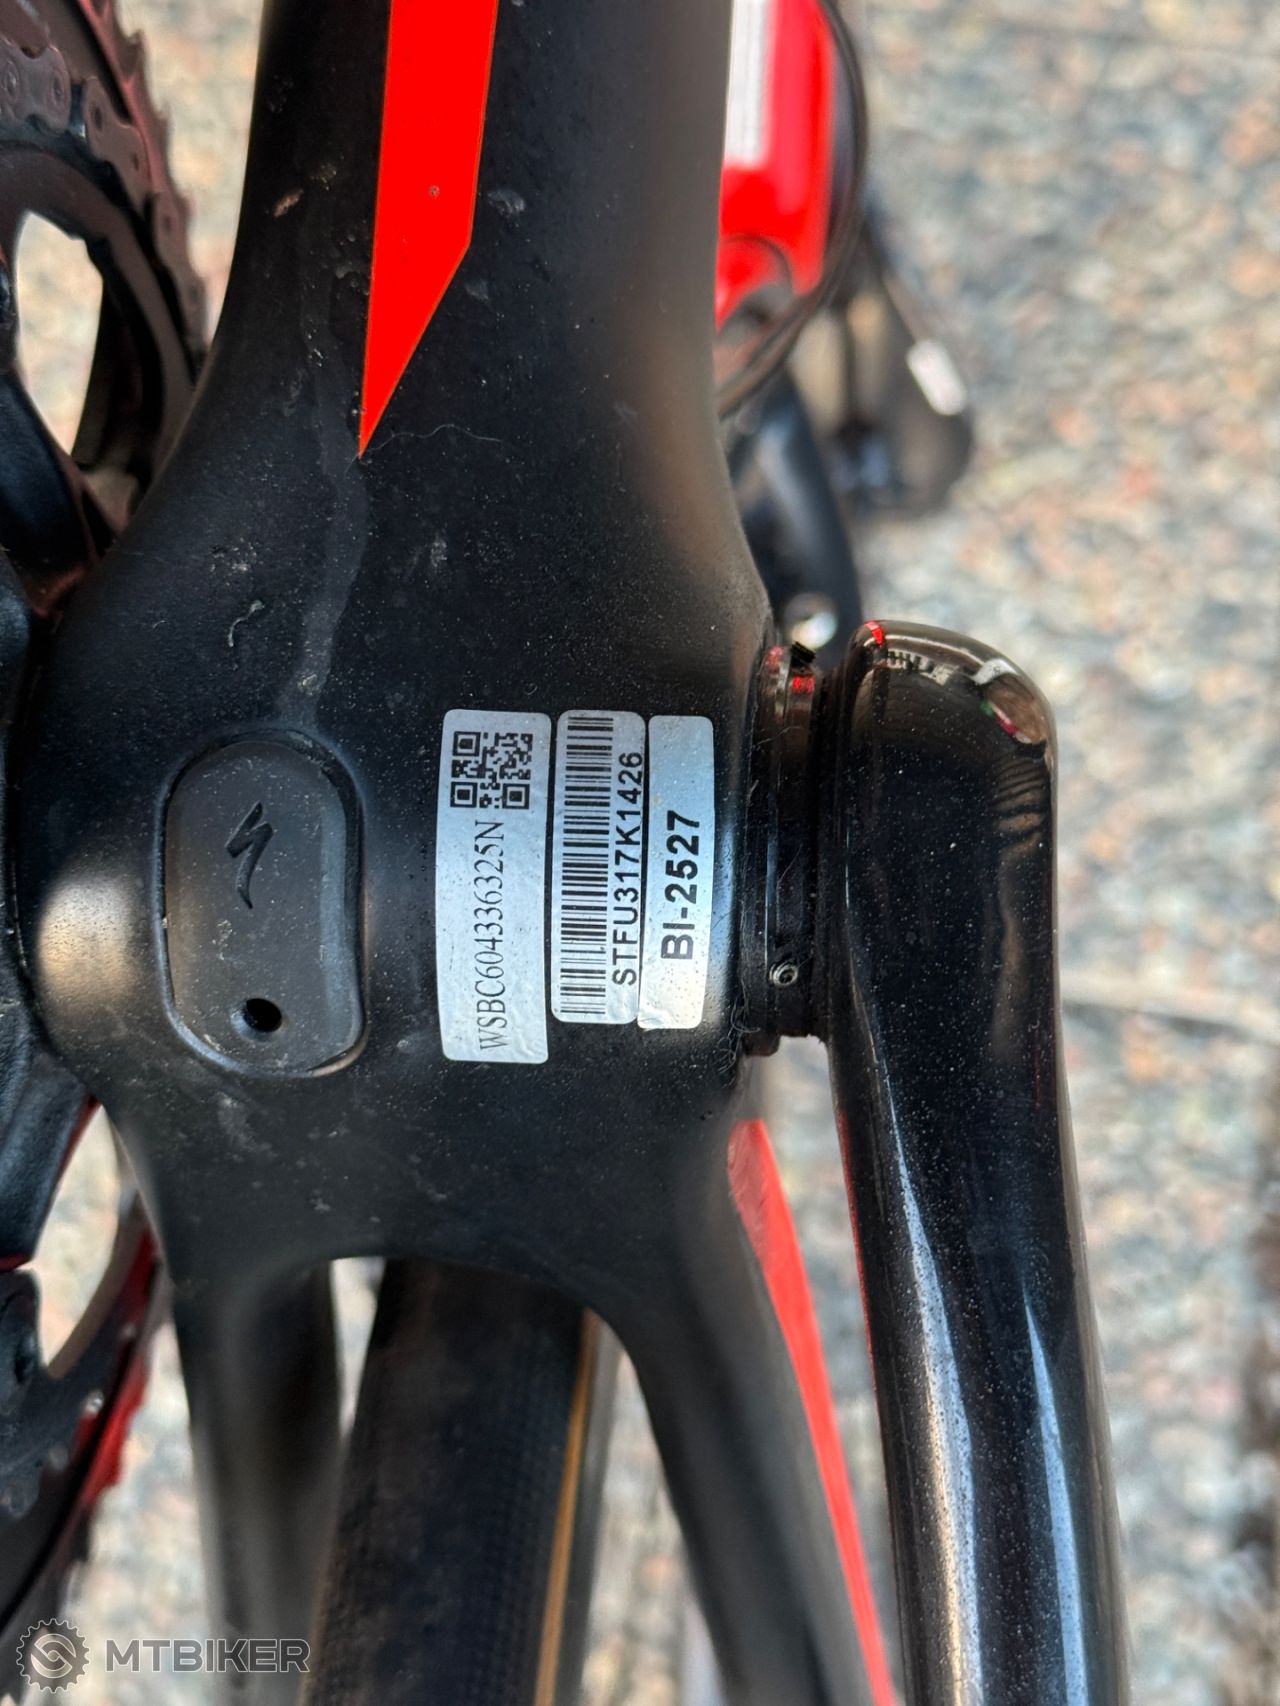 WSBC604336325N
STFU317K1426
BI-2527
MTBIKER